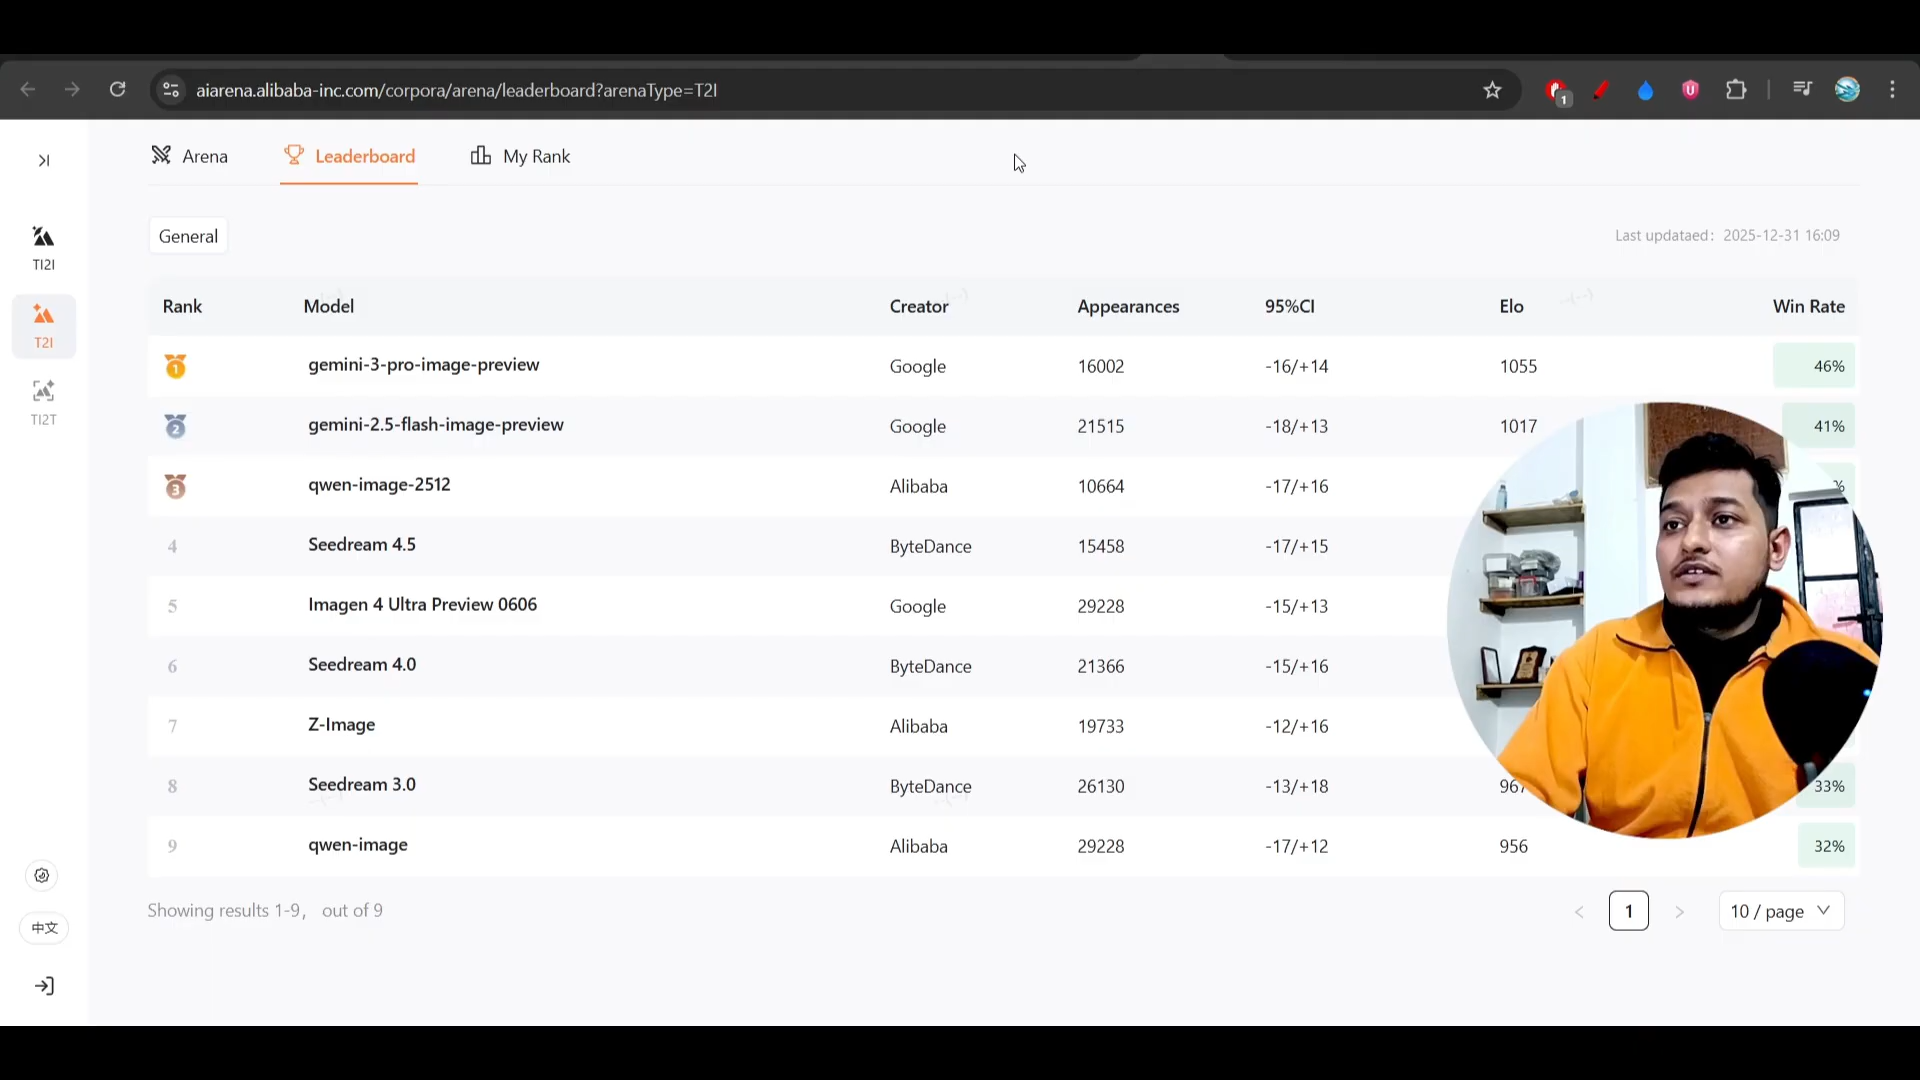 aiarena.alibaba-inc.com/corpora/arena/leaderboard?arenaType=T2I
1
Arena Leaderboard My Rank
TI2I
T2I
TI2T
General
Last updataed: 2025-12-31 16:09
Rank Model Creator Appearances 95%CI Elo Win Rate
1 gemini-3-pro-image-preview Google 16002 -16/+14 1055 46%
2 gemini-2.5-flash-image-preview Google 21515 -18/+13 1017 41%
3 qwen-image-2512 Alibaba 10664 -17/+16 %
4 Seedream 4.5 ByteDance 15458 -17/+15
5 Imagen 4 Ultra Preview 0606 Google 29228 -15/+13
6 Seedream 4.0 ByteDance 21366 -15/+16
7 Z-Image Alibaba 19733 -12/+16
8 Seedream 3.0 ByteDance 26130 -13/+18 33%
9 qwen-image Alibaba 29228 -17/+12 956 32%
Showing results 1-9, out of 9
1
10 / page
中文